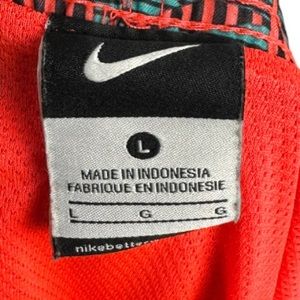 L
MADE IN INDONESIA
FABRIQUE EN INDONESIE
L G G